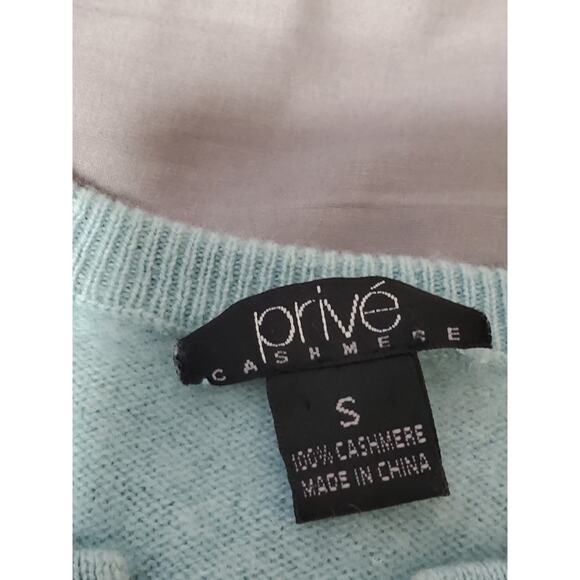 privé
CASHMERE
S
100% CASHMERE
MADE IN CHINA